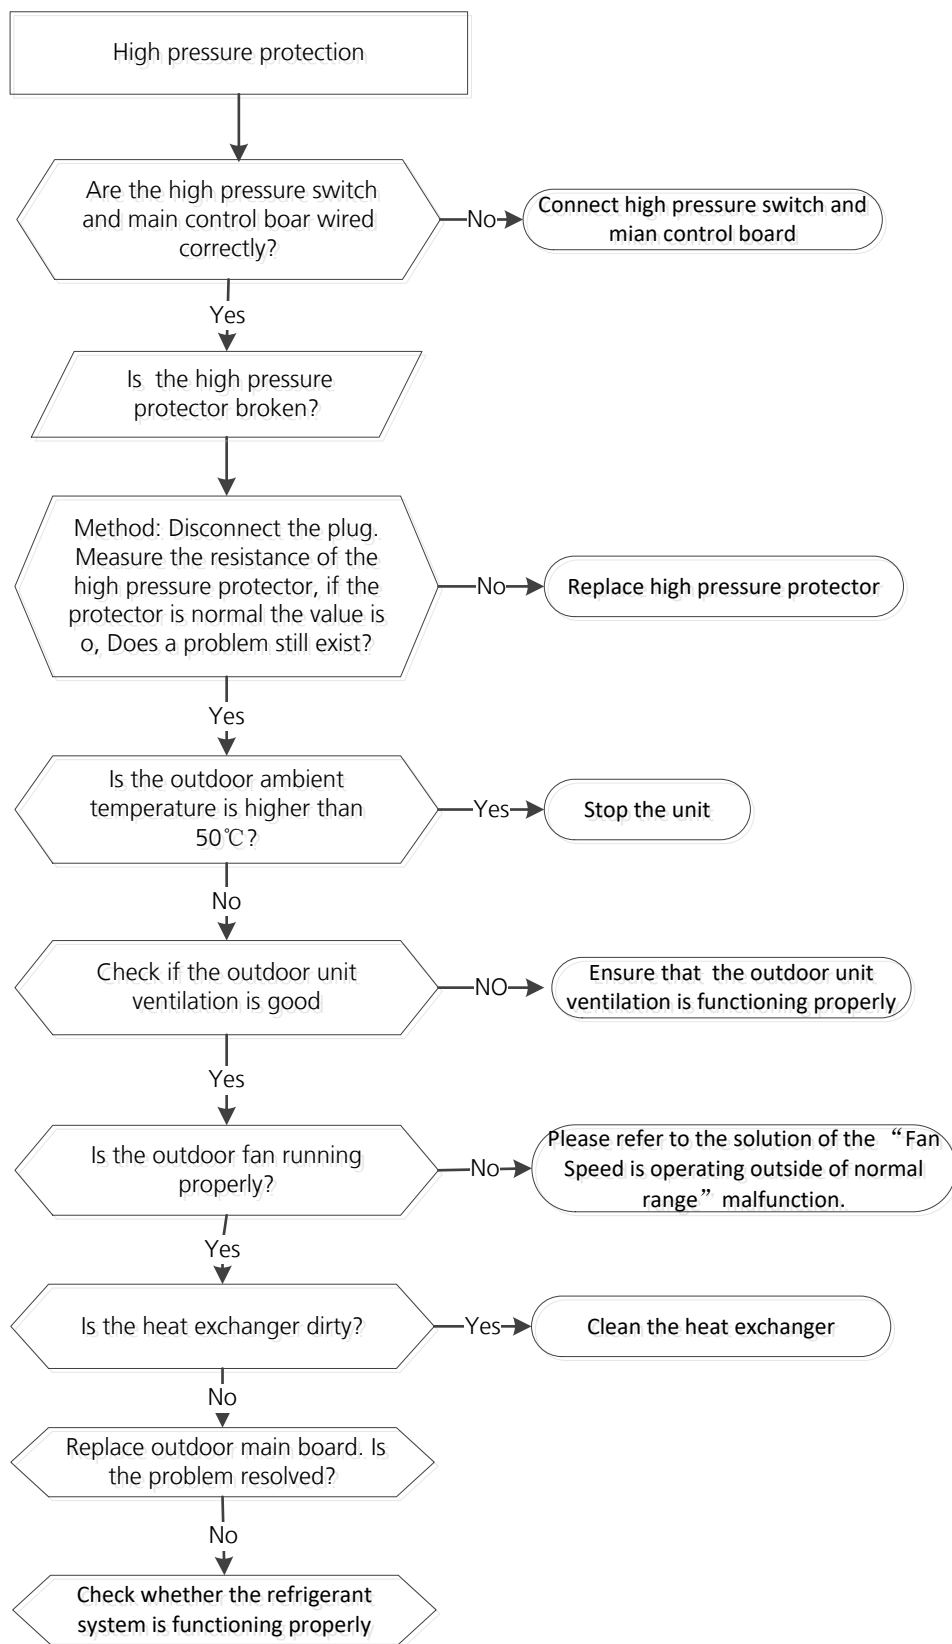 High pressure protection
Are the high pressure switch
and main control boar wired
correctly?
No
Connect high pressure switch and
mian control board
Yes
Is the high pressure
protector broken?
Method: Disconnect the plug.
Measure the resistance of the
high pressure protector, if the
protector is normal the value is
o, Does a problem still exist?
No
Replace high pressure protector
Yes
Is the outdoor ambient
temperature is higher than
50℃?
Yes
Stop the unit
No
Check if the outdoor unit
ventilation is good
NO
Ensure that the outdoor unit
ventilation is functioning properly
Yes
Is the outdoor fan running
properly?
No
Please refer to the solution of the “Fan
Speed is operating outside of normal
range” malfunction.
Yes
Is the heat exchanger dirty?
Yes
Clean the heat exchanger
No
Replace outdoor main board. Is
the problem resolved?
No
Check whether the refrigerant
system is functioning properly